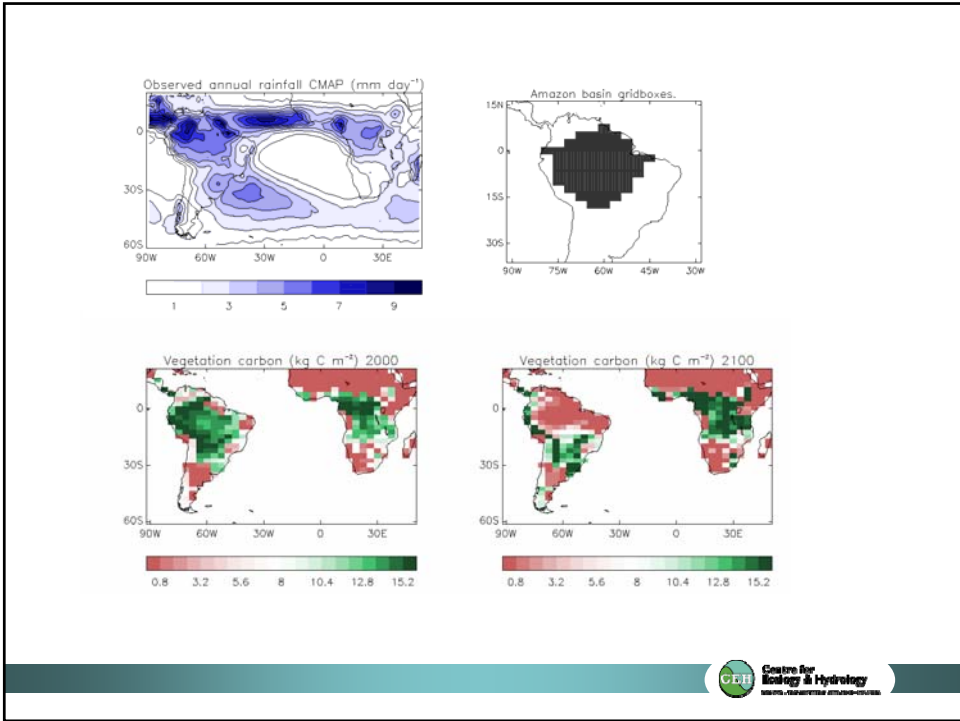 Observed annual rainfall CMAP (mm day⁻¹)
0
30S
60S
90W 60W 30W 0 30E
1 3 5 7 9
Amazon basin gridboxes.
15N
0
15S
30S
90W 75W 60W 45W 30W
Vegetation carbon (kg C m⁻²) 2000
0
30S
60S
90W 60W 30W 0 30E
0.8 3.2 5.6 8 10.4 12.8 15.2
Vegetation carbon (kg C m⁻²) 2100
0
30S
60S
90W 60W 30W 0 30E
0.8 3.2 5.6 8 10.4 12.8 15.2
CEH
Centre for
Ecology & Hydrology